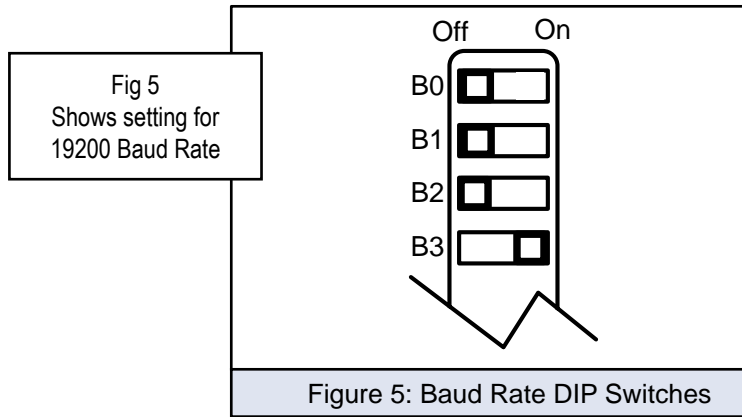 Off On
Fig 5
Shows setting for
19200 Baud Rate
B0
B1
B2
B3
Figure 5: Baud Rate DIP Switches